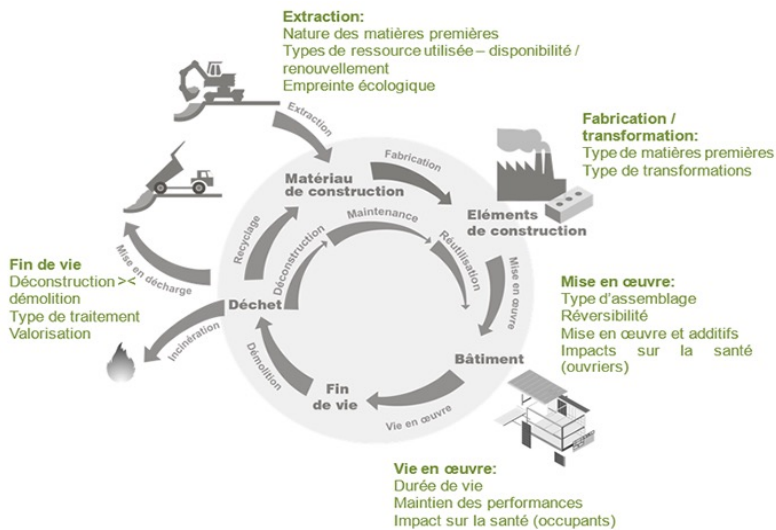 Extraction:
Nature des matières premières
Types de ressource utilisée – disponibilité /
renouvellement
Empreinte écologique
Extraction
Fabrication /
transformation:
Type de matières premières
Type de transformations
Fabrication
Matériau
de construction
Eléments
de construction
Maintenance
Recyclage
Déconstruction
Réutilisation
Mise en œuvre
Mise en décharge
Fin de vie
Déconstruction ><
démolition
Type de traitement
Valorisation
Déchet
Incinération
Mise en œuvre:
Type d'assemblage
Réversibilité
Mise en œuvre et additifs
Impacts sur la santé
(ouvriers)
Bâtiment
Démolition
Fin
de vie
Vie en œuvre
Vie en œuvre:
Durée de vie
Maintien des performances
Impact sur la santé (occupants)